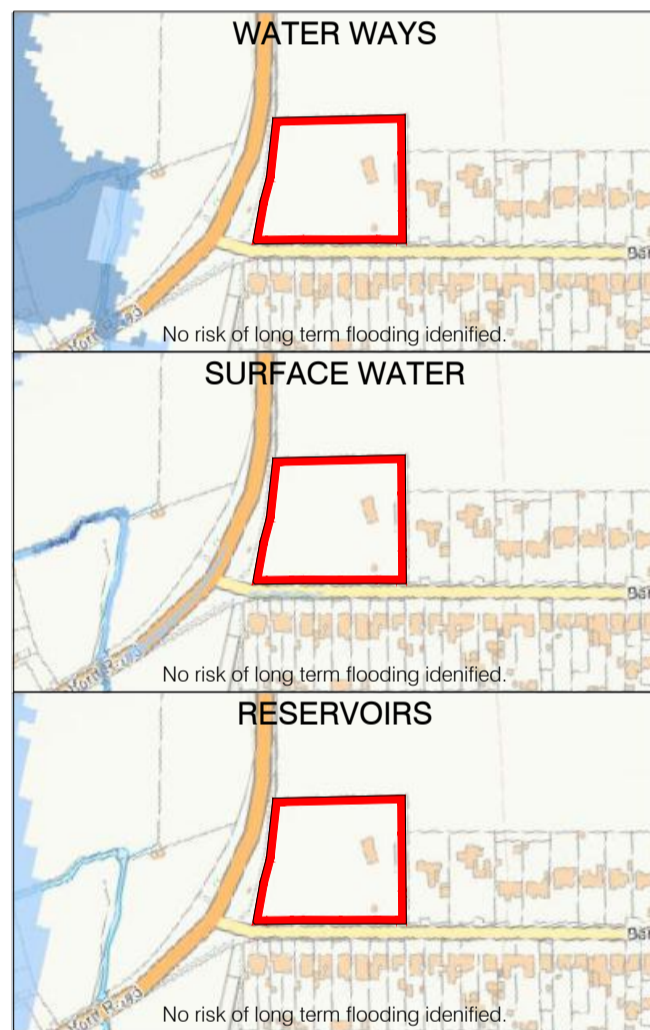 WATER WAYS
No risk of long term flooding idenified.
SURFACE WATER
No risk of long term flooding idenified.
RESERVOIRS
No risk of long term flooding idenified.